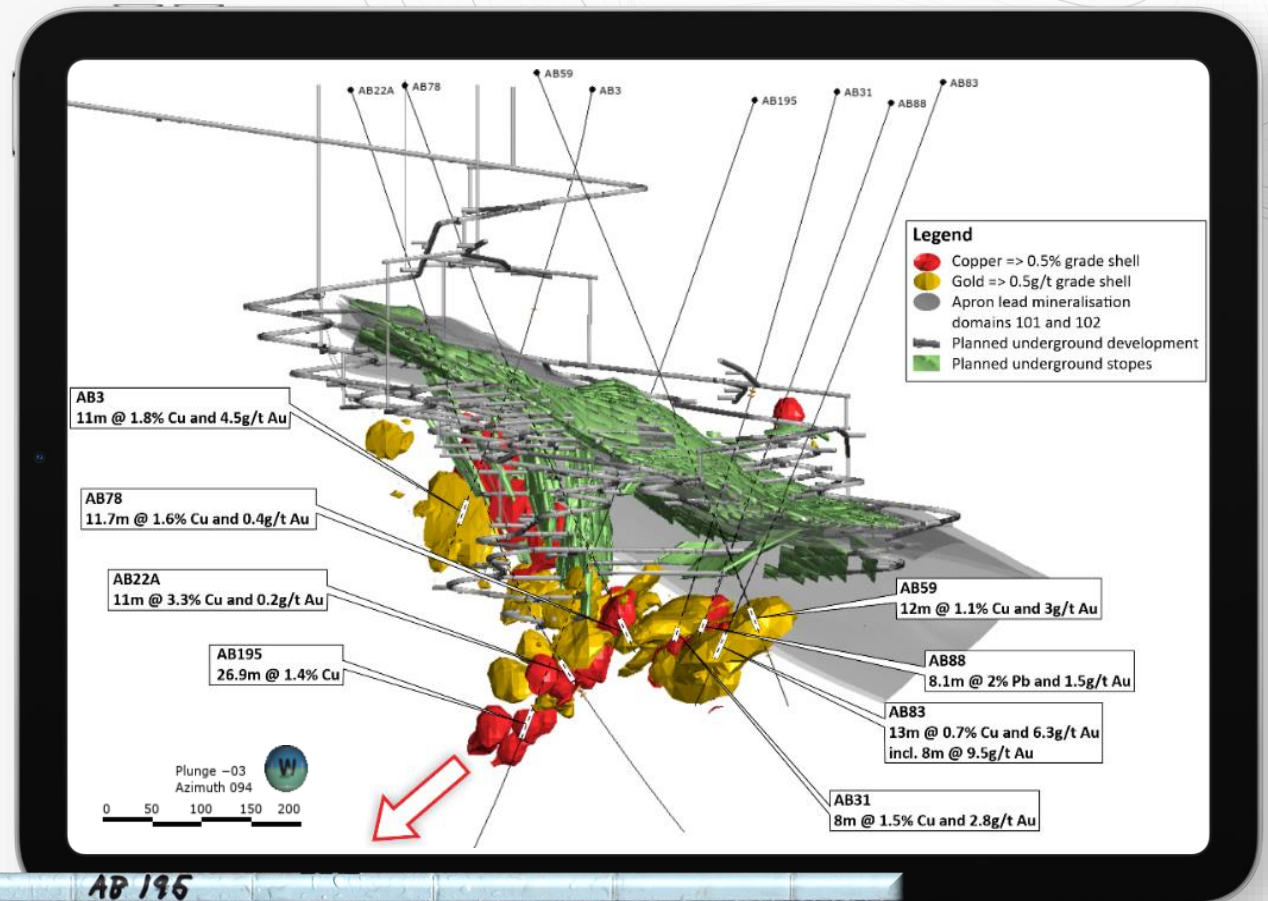 AB22A
AB78
AB59
AB3
AB195
AB31
AB88
AB83
Legend
Copper => 0.5% grade shell
Gold => 0.5g/t grade shell
Apron lead mineralisation
domains 101 and 102
Planned underground development
Planned underground stopes
AB3
11m @ 1.8% Cu and 4.5g/t Au
AB78
11.7m @ 1.6% Cu and 0.4g/t Au
AB22A
11m @ 3.3% Cu and 0.2g/t Au
AB195
26.9m @ 1.4% Cu
AB59
12m @ 1.1% Cu and 3g/t Au
AB88
8.1m @ 2% Pb and 1.5g/t Au
AB83
13m @ 0.7% Cu and 6.3g/t Au
incl. 8m @ 9.5g/t Au
AB31
8m @ 1.5% Cu and 2.8g/t Au
Plunge −03
Azimuth 094
W
0 50 100 150 200
AB 195